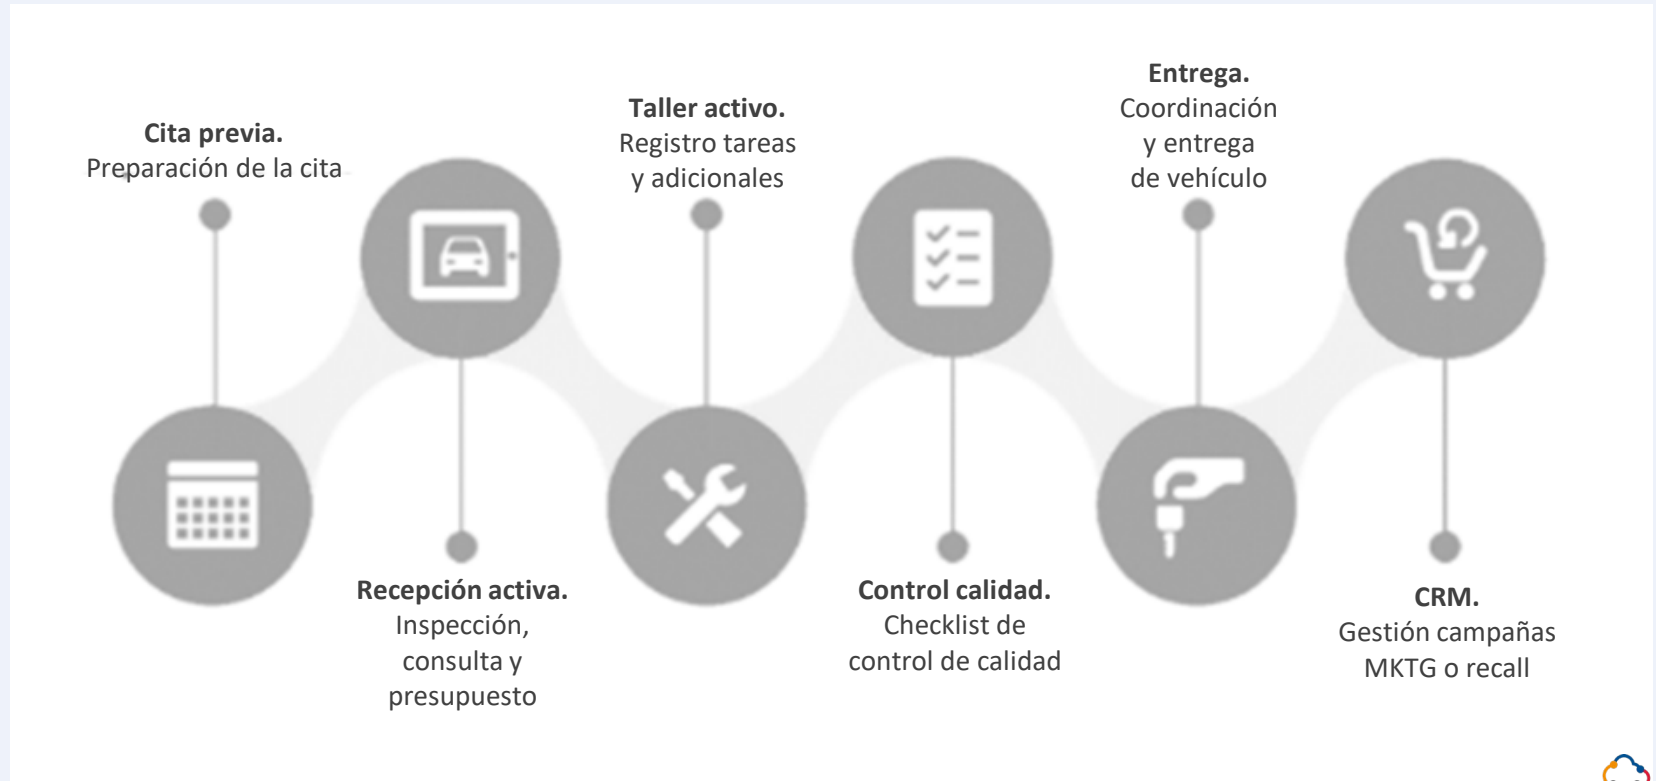 Cita previa.
Preparación de la cita
Recepción activa.
Inspección,
consulta y
presupuesto
Taller activo.
Registro tareas
y adicionales
Control calidad.
Checklist de
control de calidad
Entrega.
Coordinación
y entrega
de vehículo
CRM.
Gestión campañas
MKTG o recall